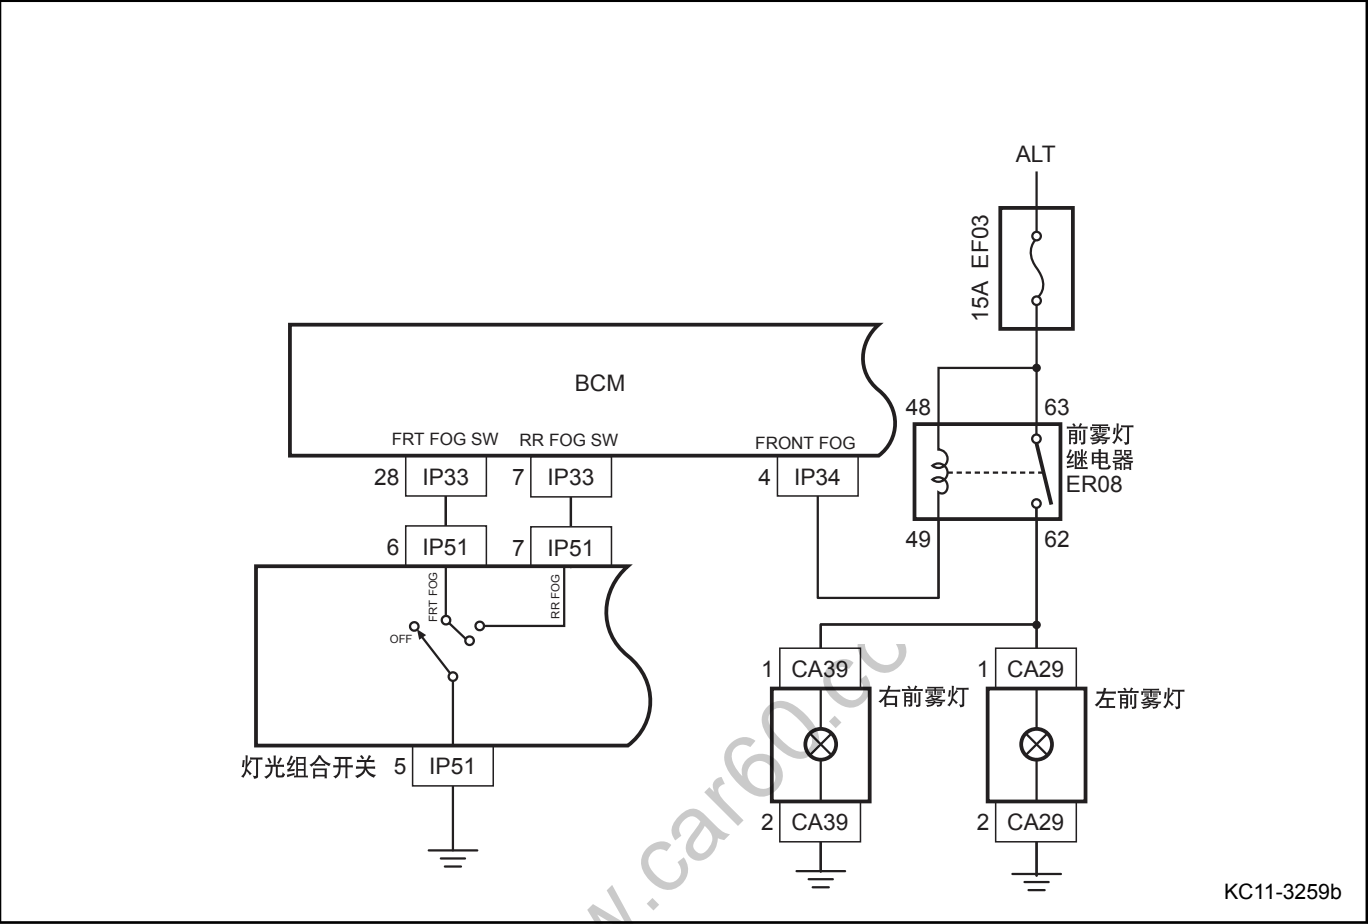 ALT
15A EF03
BCM
FRT FOG SW
RR FOG SW
FRONT FOG
28 IP33
7 IP33
4 IP34
48
63
前雾灯
继电器
ER08
49
62
6 IP51
7 IP51
FRT FOG
RR FOG
OFF
灯光组合开关
5 IP51
1 CA39
右前雾灯
2 CA39
1 CA29
左前雾灯
2 CA29
w.car60.cc
KC11-3259b